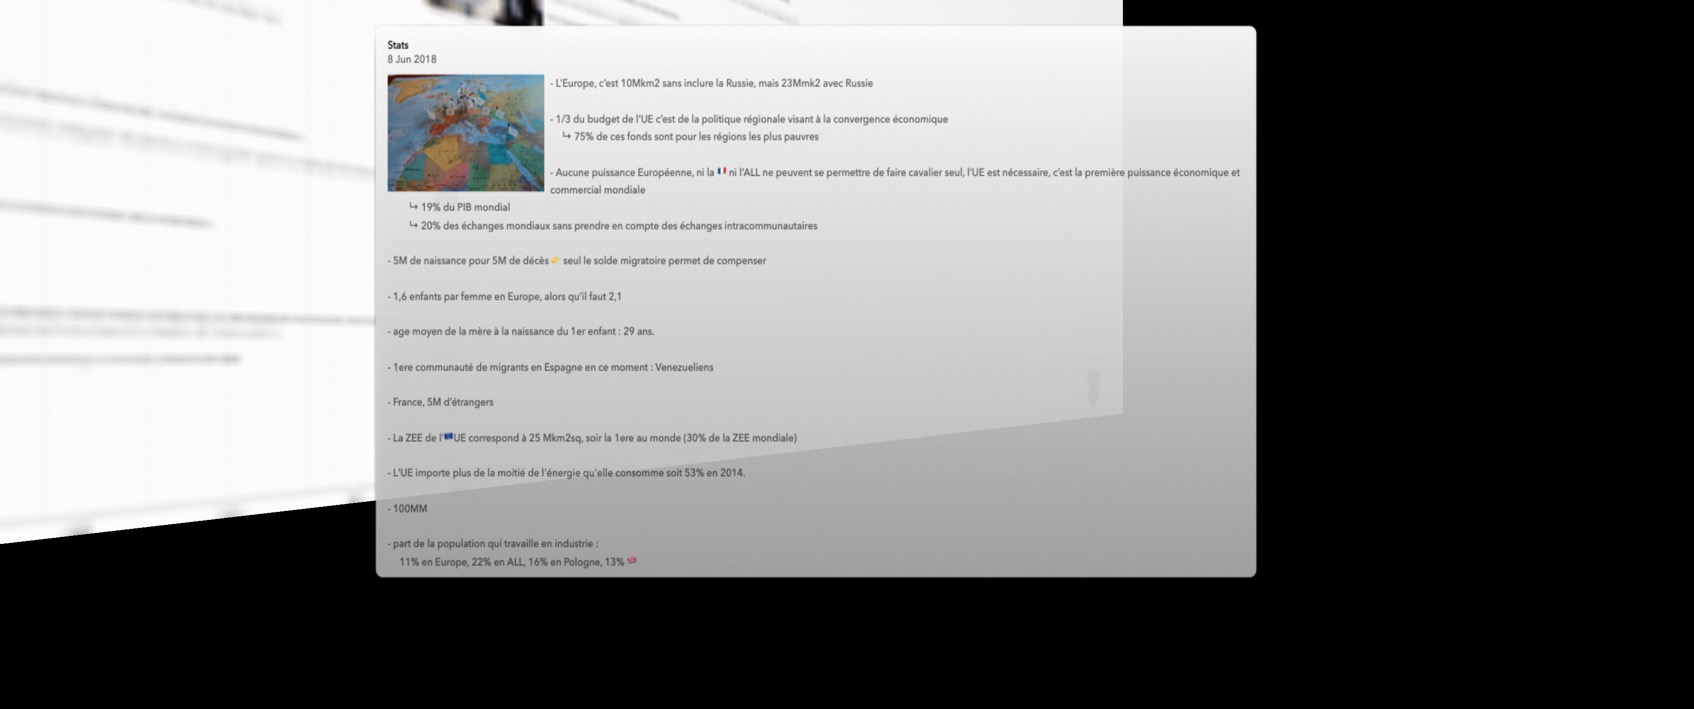 Stats
8 Jun 2018
- L'Europe, c'est 10Mkm2 sans inclure la Russie, mais 23Mmk2 avec Russie
- 1/3 du budget de l'UE c'est de la politique régionale visant à la convergence économique
↳ 75% de ces fonds sont pour les régions les plus pauvres
- Aucune puissance Européenne, ni la 🇫🇷 ni l'ALL ne peuvent se permettre de faire cavalier seul, l'UE est nécessaire, c'est la première puissance économique et
commercial mondiale
↳ 19% du PIB mondial
↳ 20% des échanges mondiaux sans prendre en compte des échanges intracommunautaires
- 5M de naissance pour 5M de décès 👉 seul le solde migratoire permet de compenser
- 1,6 enfants par femme en Europe, alors qu'il faut 2,1
- age moyen de la mère à la naissance du 1er enfant : 29 ans.
- 1ere communauté de migrants en Espagne en ce moment : Venezueliens
- France, 5M d'étrangers
- La ZEE de l'🇪🇺UE correspond à 25 Mkm2sq, soir la 1ere au monde (30% de la ZEE mondiale)
- L'UE importe plus de la moitié de l'énergie qu'elle consomme soit 53% en 2014.
- 100MM
- part de la population qui travaille en industrie :
11% en Europe, 22% en ALL, 16% en Pologne, 13% 🇬🇧